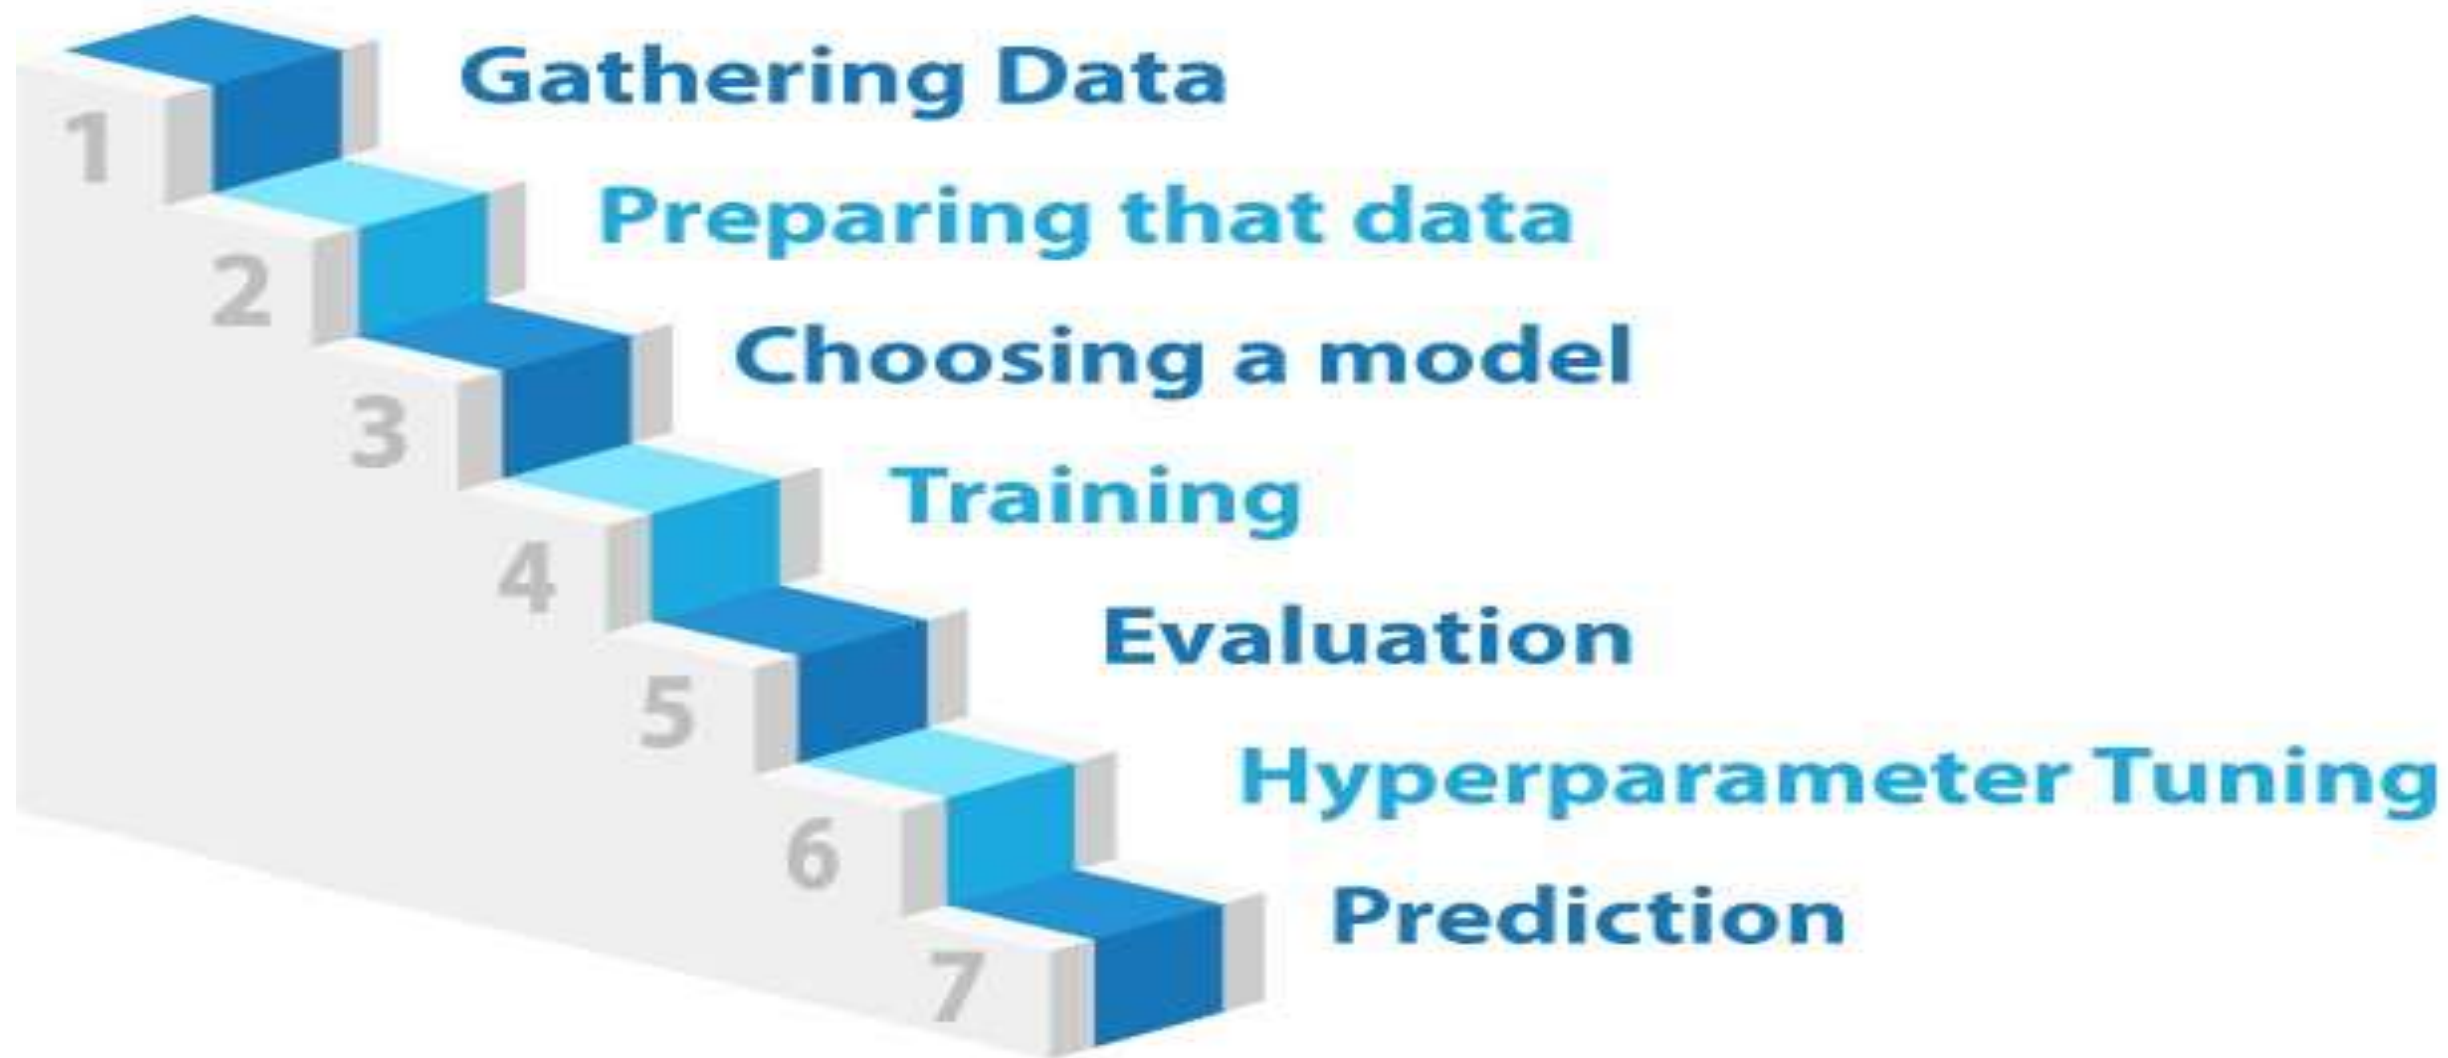 1 Gathering Data
2 Preparing that data
3 Choosing a model
4 Training
5 Evaluation
6 Hyperparameter Tuning
7 Prediction